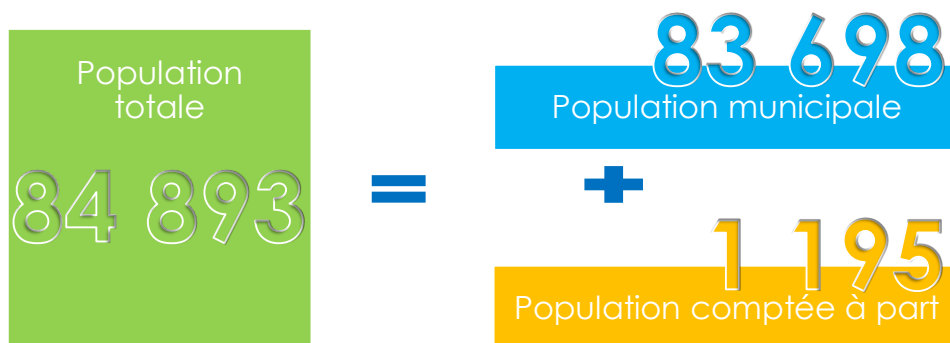 Population
totale
84 893
=
83 698
Population municipale
+
1 195
Population comptée à part